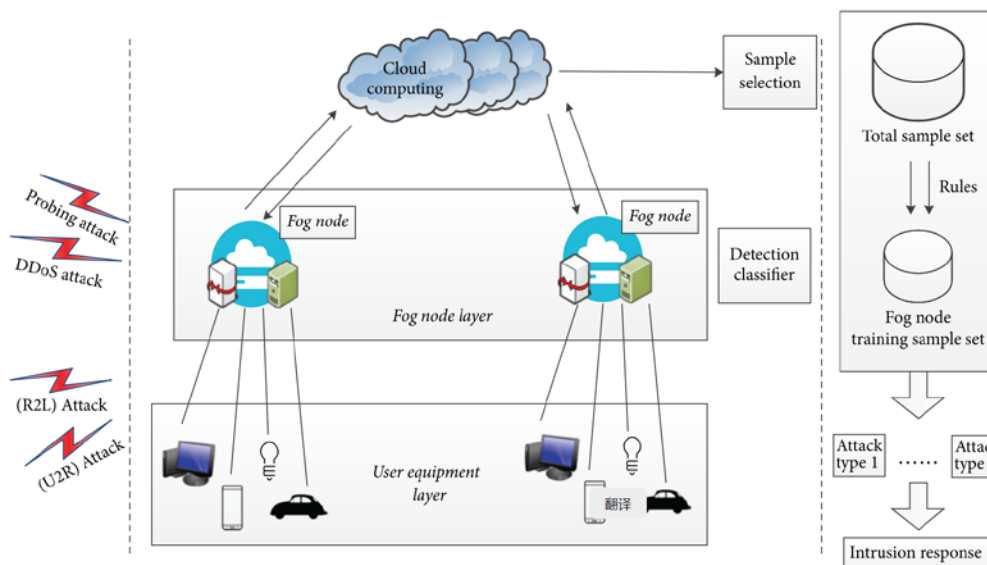 Cloud
computing
Sample
selection
Total sample set
Rules
Fog node
training sample set
Probing attack
DDoS attack
Fog node
Fog node
Fog node layer
Detection
classifier
(R2L) Attack
(U2R) Attack
User equipment
layer
翻译
Attack
type 1
......
Attac
type
Intrusion response